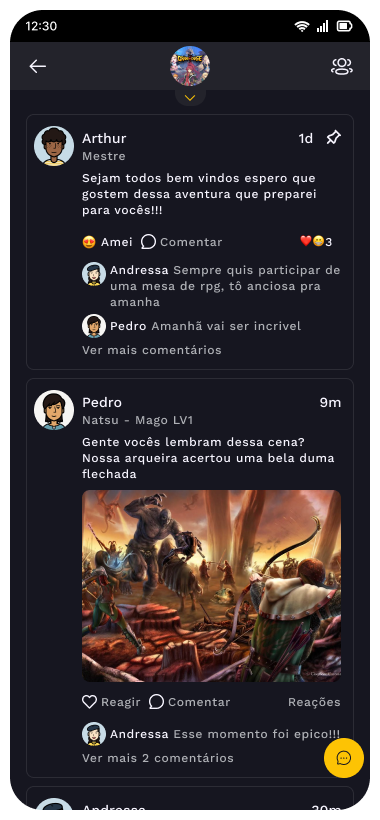 12:30
Arthur
1d
Mestre
Sejam todos bem vindos espero que
gostem dessa aventura que preparei
para vocês!!!
Amei
Comentar
3
Andressa Sempre quis participar de
uma mesa de rpg, tô anciosa pra
amanha
Pedro Amanhã vai ser incrivel
Ver mais comentários
Pedro
9m
Natsu - Mago LV1
Gente vocês lembram dessa cena?
Nossa arqueira acertou uma bela duma
flechada
Reagir
Comentar
Reações
Andressa Esse momento foi epico!!!
Ver mais 2 comentários
Andressa
30m